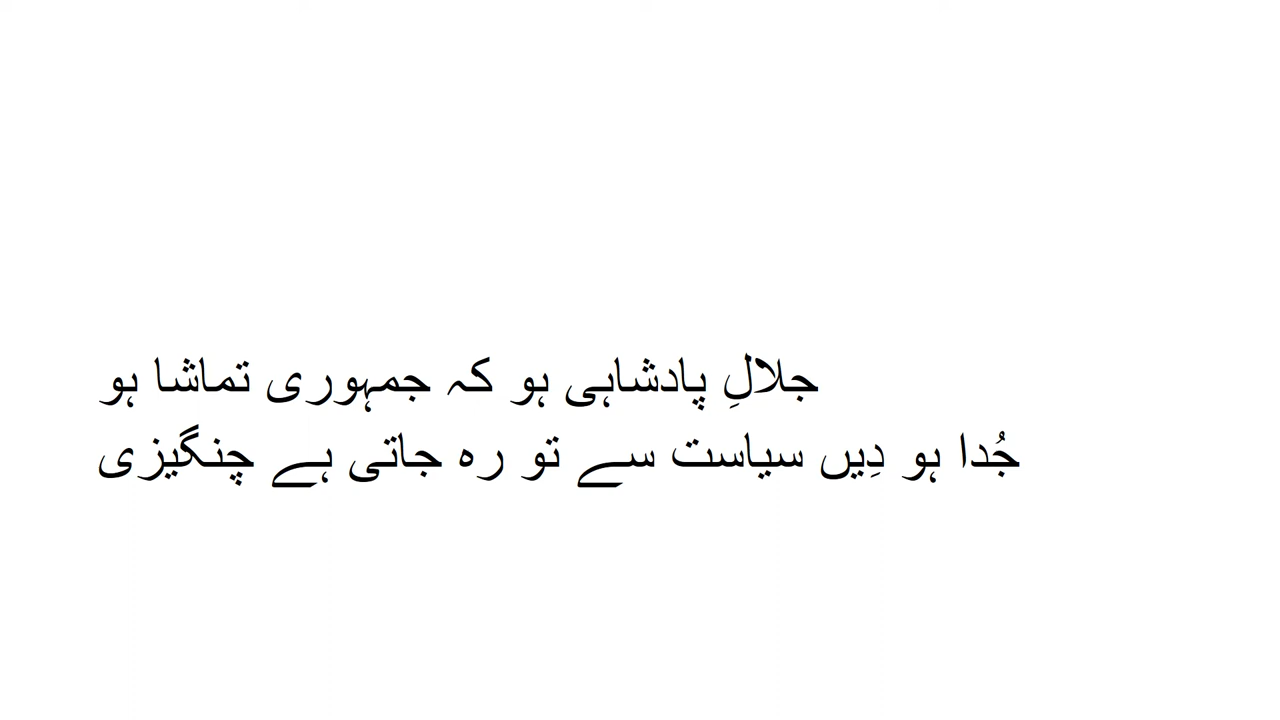 جلالِ پادشاہی ہو کہ جمہوری تماشا ہو
جُدا ہو دِیں سیاست سے تو رہ جاتی ہے چنگیزی